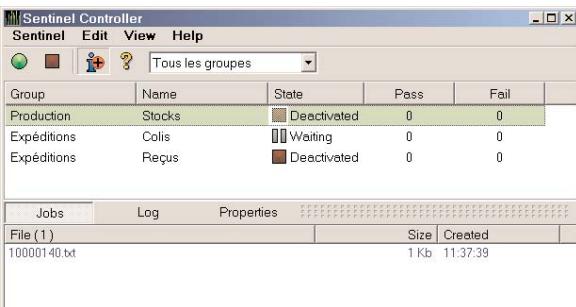 Sentinel Controller
Sentinel Edit View Help
Tous les groupes
Group Name State Pass Fail
Production Stocks Deactivated 0 0
Expéditions Colis Waiting 0 0
Expéditions Reçus Deactivated 0 0
Jobs Log Properties
File (1) Size Created
10000140.txt 1 Kb 11:37:39